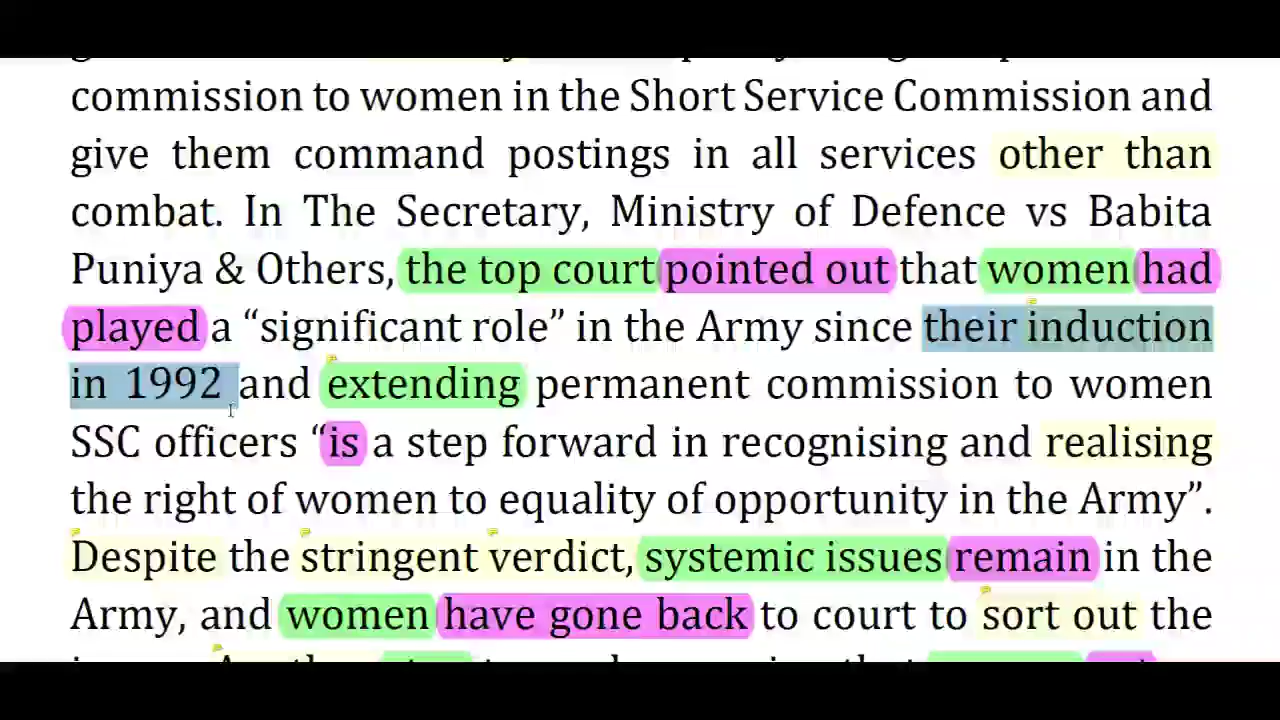 commission to women in the Short Service Commission and
give them command postings in all services other than
combat. In The Secretary, Ministry of Defence vs Babita
Puniya & Others, the top court pointed out that women had
played a “significant role” in the Army since their induction
in 1992 and extending permanent commission to women
SSC officers “is a step forward in recognising and realising
the right of women to equality of opportunity in the Army”.
Despite the stringent verdict, systemic issues remain in the
Army, and women have gone back to court to sort out the